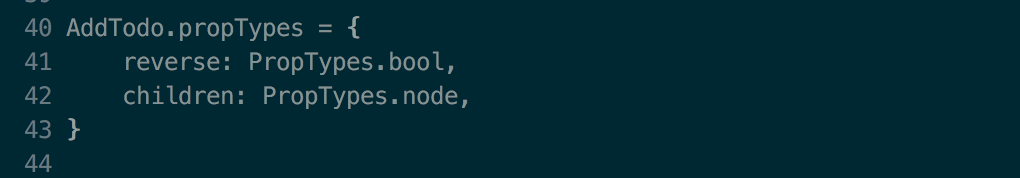 40 AddTodo.propTypes = {
41     reverse: PropTypes.bool,
42     children: PropTypes.node,
43 }
44